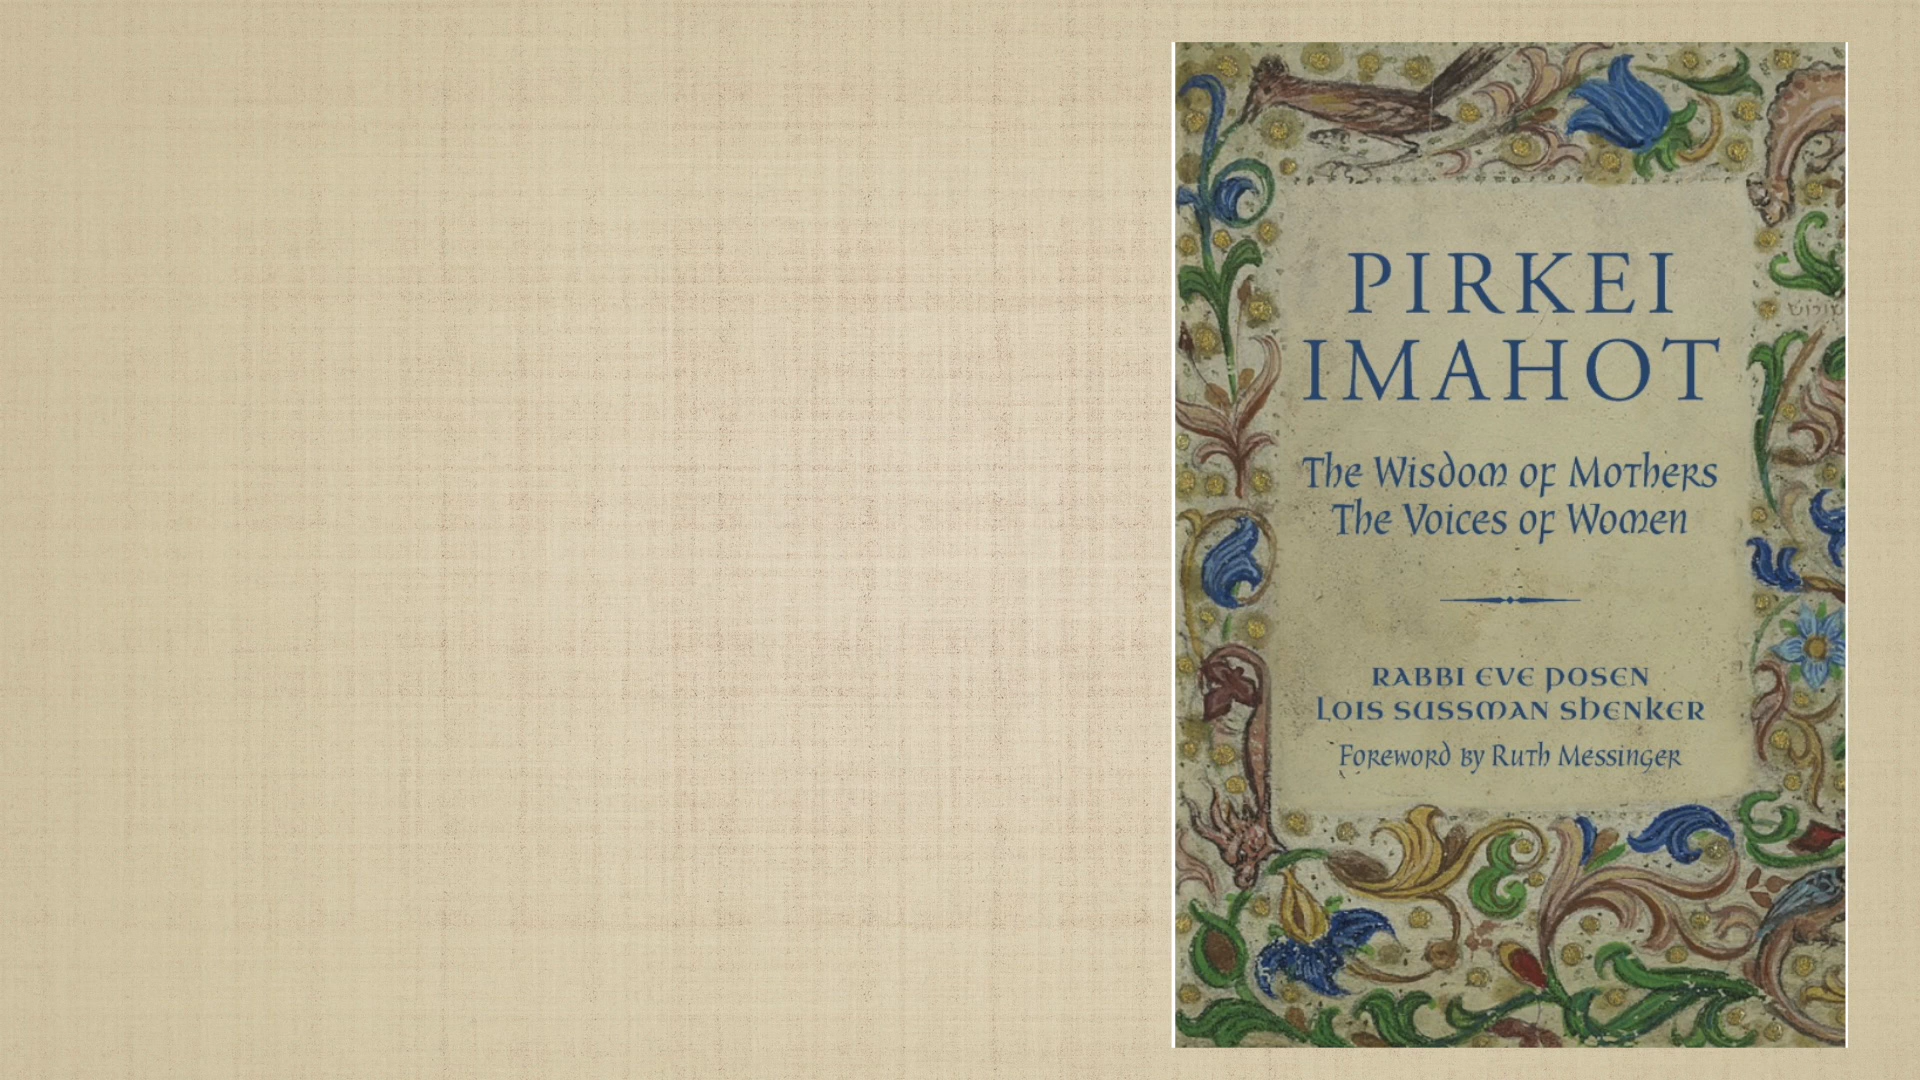 PIRKEI
IMAHOT
The Wisdom of Mothers
The Voices of Women
RABBI EVE POSEN
LOIS SUSSMAN SHENKER
Foreword by Ruth Messinger